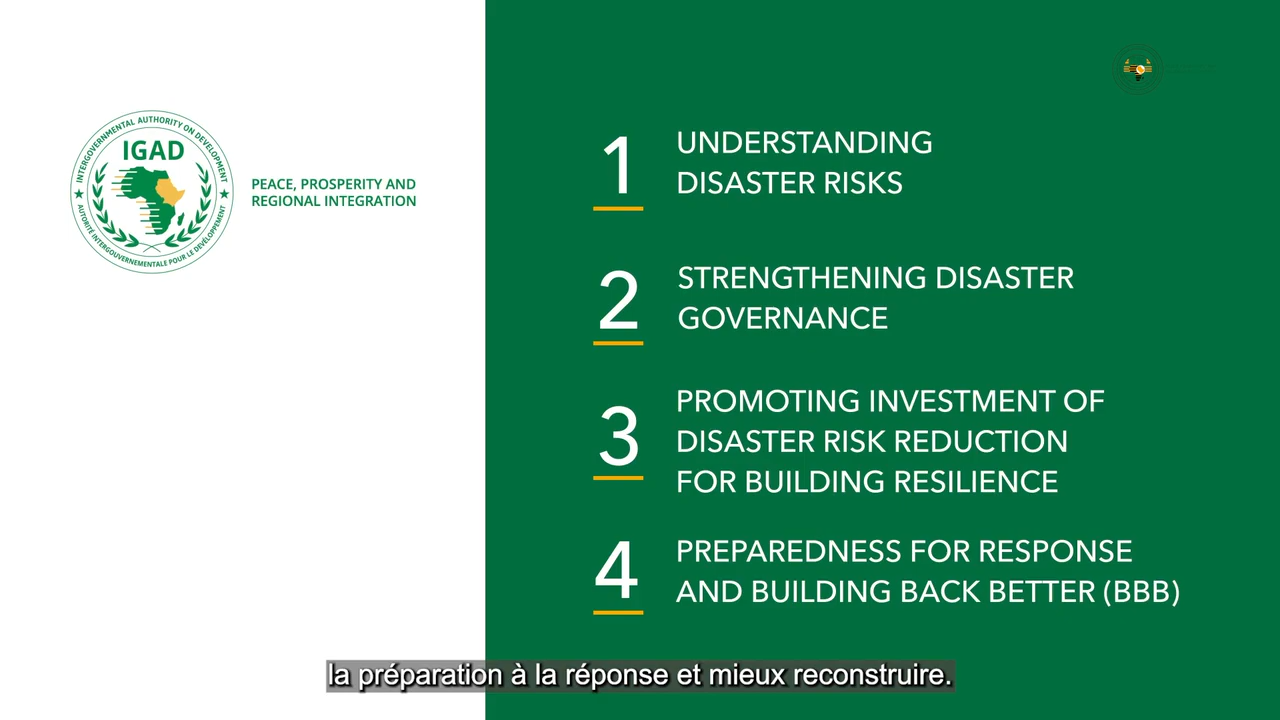 INTERGOVERNMENTAL AUTHORITY ON DEVELOPMENT
IGAD
AUTORITÉ INTERGOUVERNEMENTALE POUR LE DÉVELOPPEMENT
PEACE, PROSPERITY AND
REGIONAL INTEGRATION
1
UNDERSTANDING
DISASTER RISKS
2
STRENGTHENING DISASTER
GOVERNANCE
3
PROMOTING INVESTMENT OF
DISASTER RISK REDUCTION
FOR BUILDING RESILIENCE
4
PREPAREDNESS FOR RESPONSE
AND BUILDING BACK BETTER (BBB)
la préparation à la réponse et mieux reconstruire.